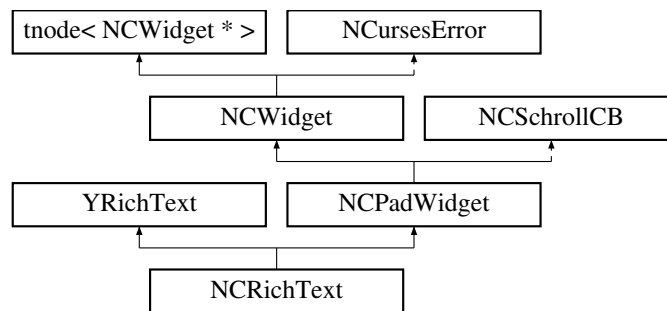 tnode< NCWidget * >
NCursesError
NCWidget
NCSchrollCB
YRichText
NCPadWidget
NCRichText